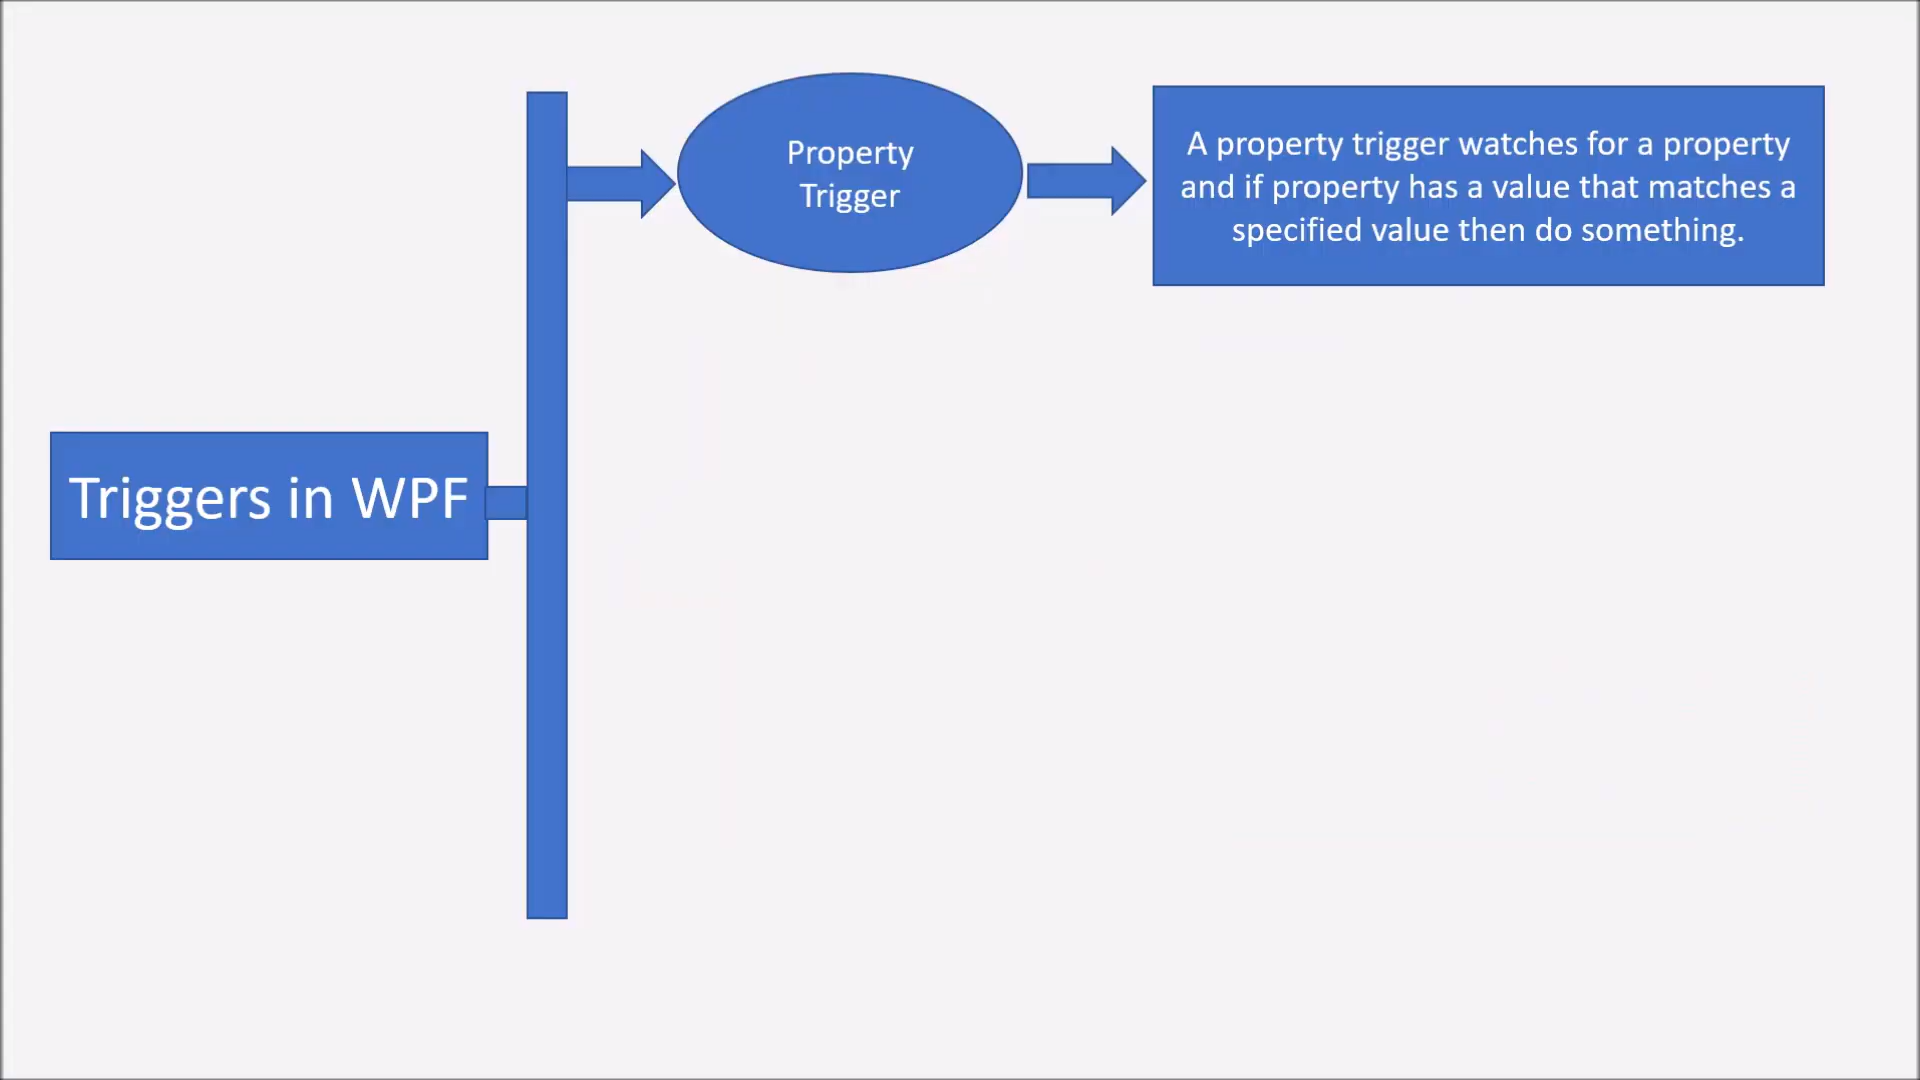 Property
Trigger
A property trigger watches for a property
and if property has a value that matches a
specified value then do something.
Triggers in WPF